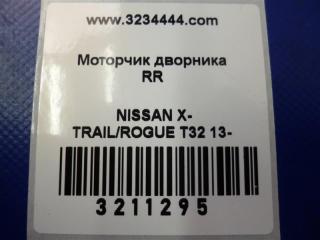 www.3234444.com
Моторчик дворника
RR
NISSAN X-
TRAIL/ROGUE T32 13-
3211295